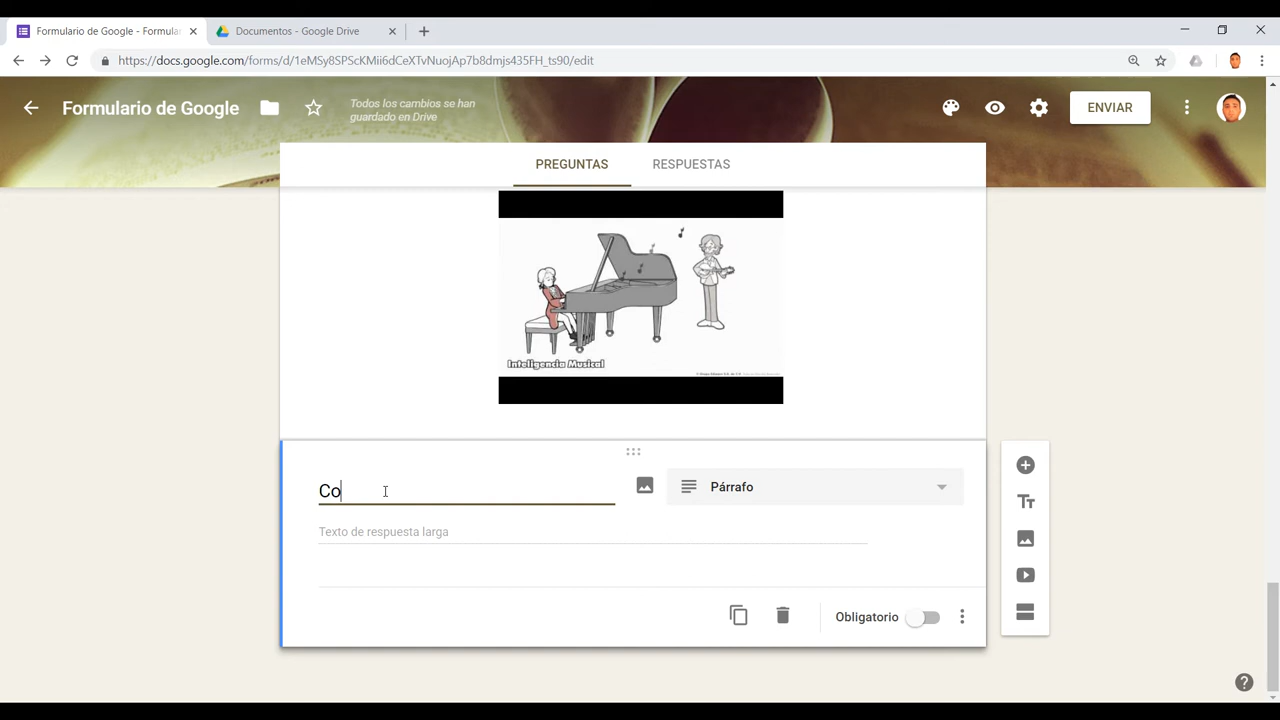 Formulario de Google - Formula
Documentos - Google Drive
https://docs.google.com/forms/d/1eMSy8SPScKMii6dCeXTvNuojAp7b8dmjs435FH_ts90/edit
Formulario de Google
Todos los cambios se han
guardado en Drive
ENVIAR
PREGUNTAS
RESPUESTAS
Inteligencia Musical
Co
Párrafo
Texto de respuesta larga
Obligatorio